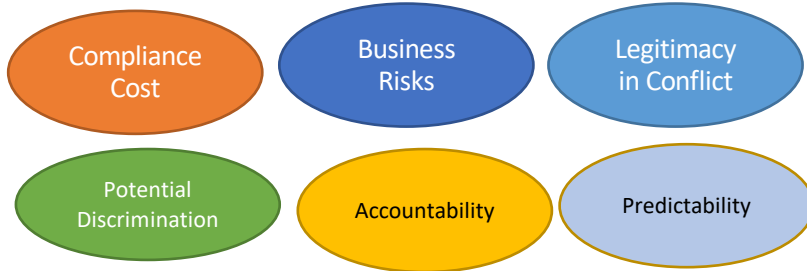 Compliance
Cost
Business
Risks
Legitimacy
in Conflict
Potential
Discrimination
Accountability
Predictability